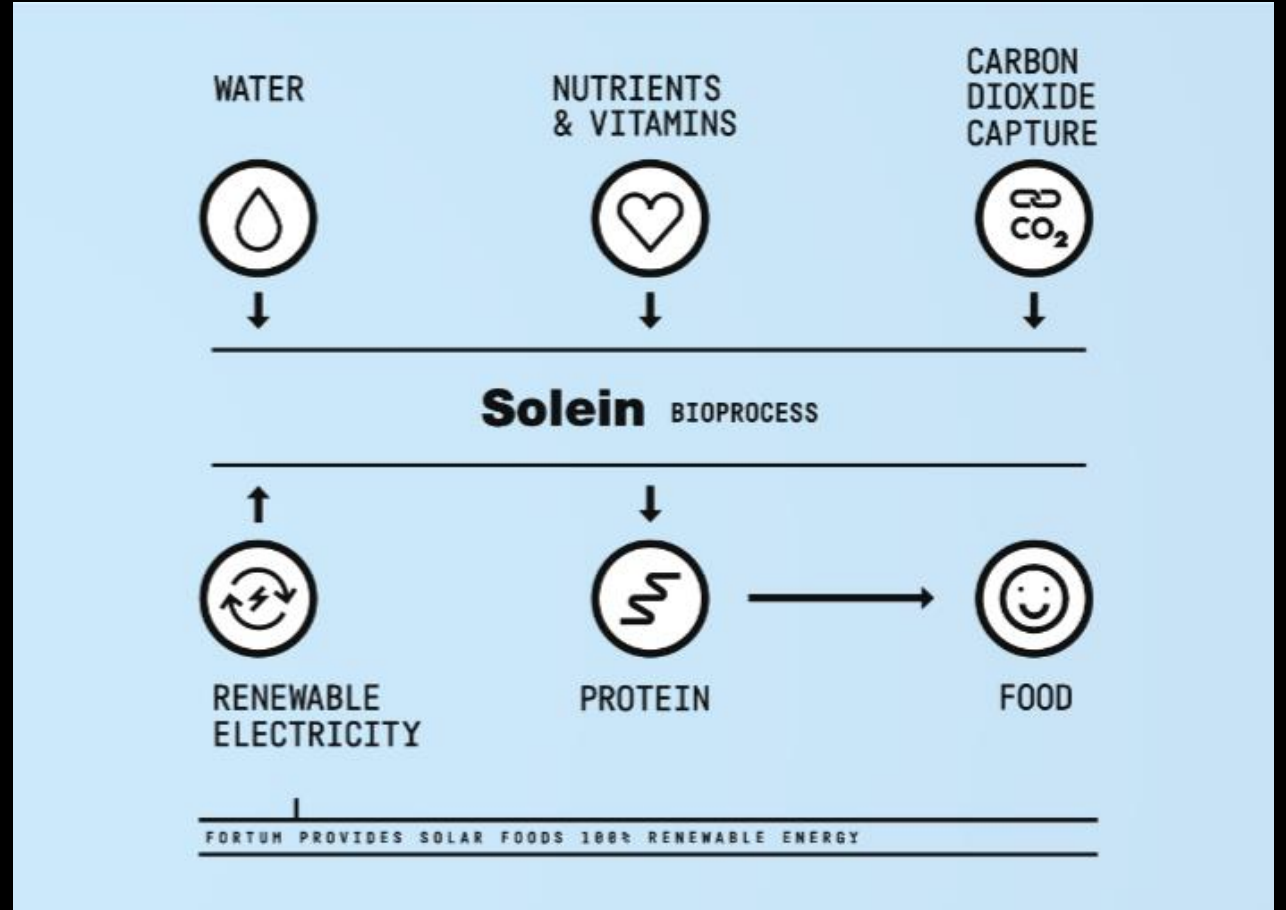 WATER
NUTRIENTS
& VITAMINS
CARBON
DIOXIDE
CAPTURE
CO₂
Solein BIOPROCESS
RENEWABLE
ELECTRICITY
PROTEIN
FOOD
FORTUM PROVIDES SOLAR FOODS 100% RENEWABLE ENERGY